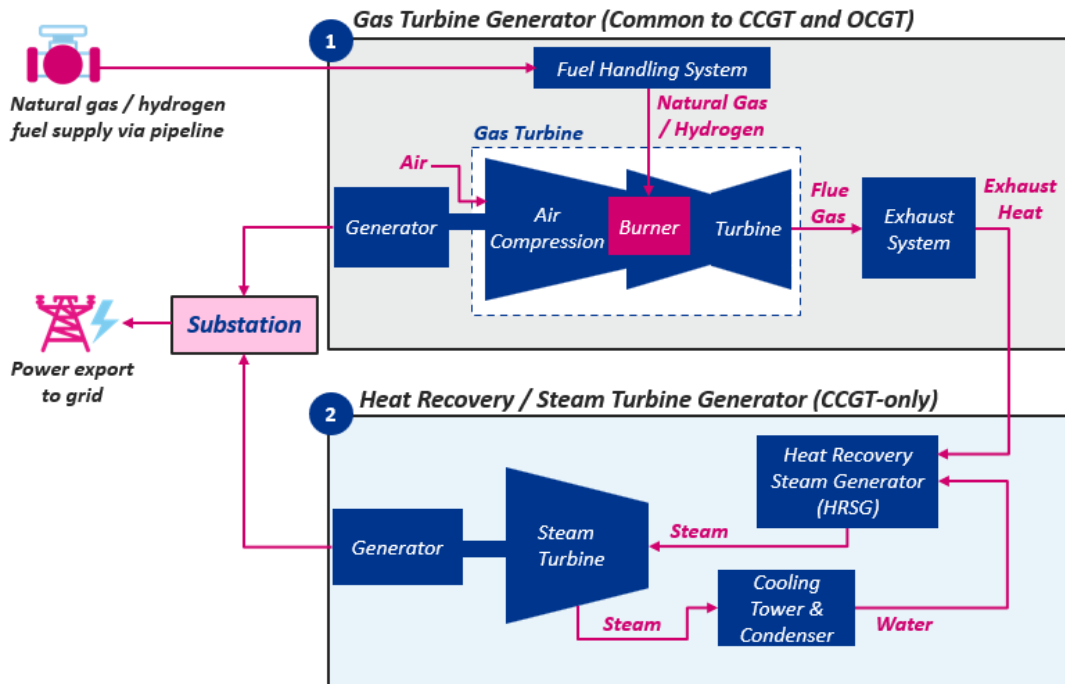 Gas Turbine Generator (Common to CCGT and OCGT)
1
Natural gas / hydrogen
fuel supply via pipeline
Fuel Handling System
Natural Gas
/ Hydrogen
Gas Turbine
Air
Generator
Air
Compression
Burner
Turbine
Flue
Gas
Exhaust
System
Exhaust
Heat
Substation
Power export
to grid
Heat Recovery / Steam Turbine Generator (CCGT-only)
2
Heat Recovery
Steam Generator
(HRSG)
Generator
Steam
Turbine
Steam
Steam
Cooling
Tower &
Condenser
Water